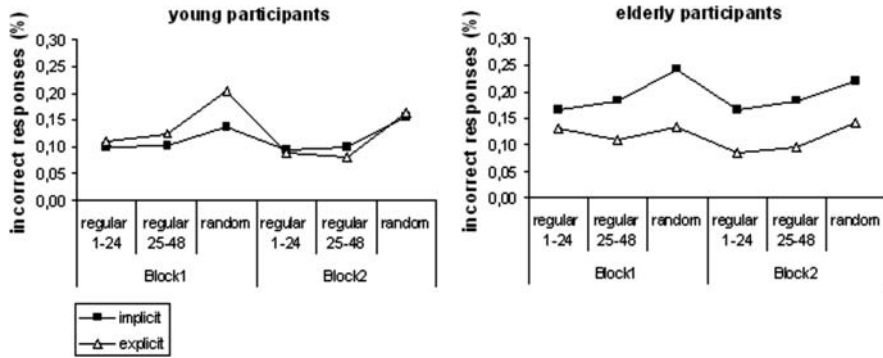 young participants
incorrect responses (%)
0,30
0,25
0,20
0,15
0,10
0,05
0,00
regular 1-24
regular 25-48
random
regular 1-24
regular 25-48
random
Block1
Block2
implicit
explicit
elderly participants
incorrect responses (%)
0,30
0,25
0,20
0,15
0,10
0,05
0,00
regular 1-24
regular 25-48
random
regular 1-24
regular 25-48
random
Block1
Block2